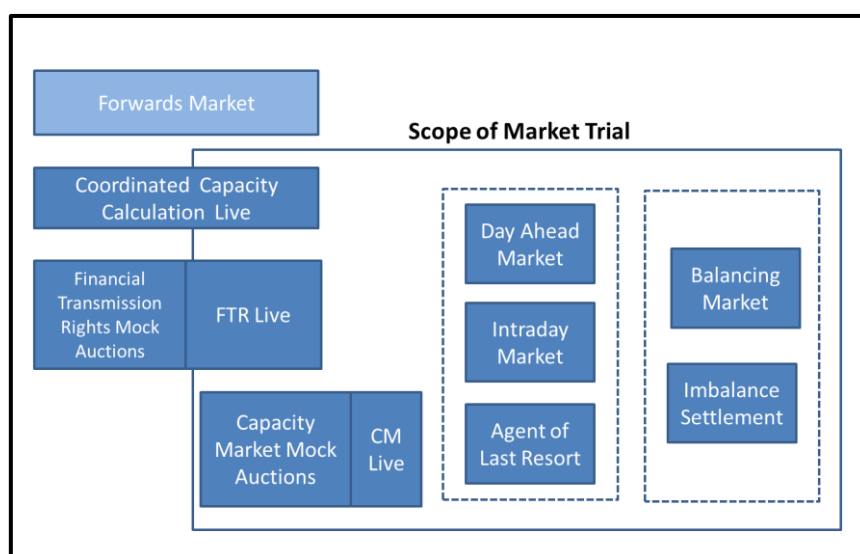 Forwards Market
Scope of Market Trial
Coordinated Capacity
Calculation Live
Financial
Transmission
Rights Mock
Auctions
FTR Live
Capacity
Market Mock
Auctions
CM
Live
Day Ahead
Market
Intraday
Market
Agent of
Last Resort
Balancing
Market
Imbalance
Settlement